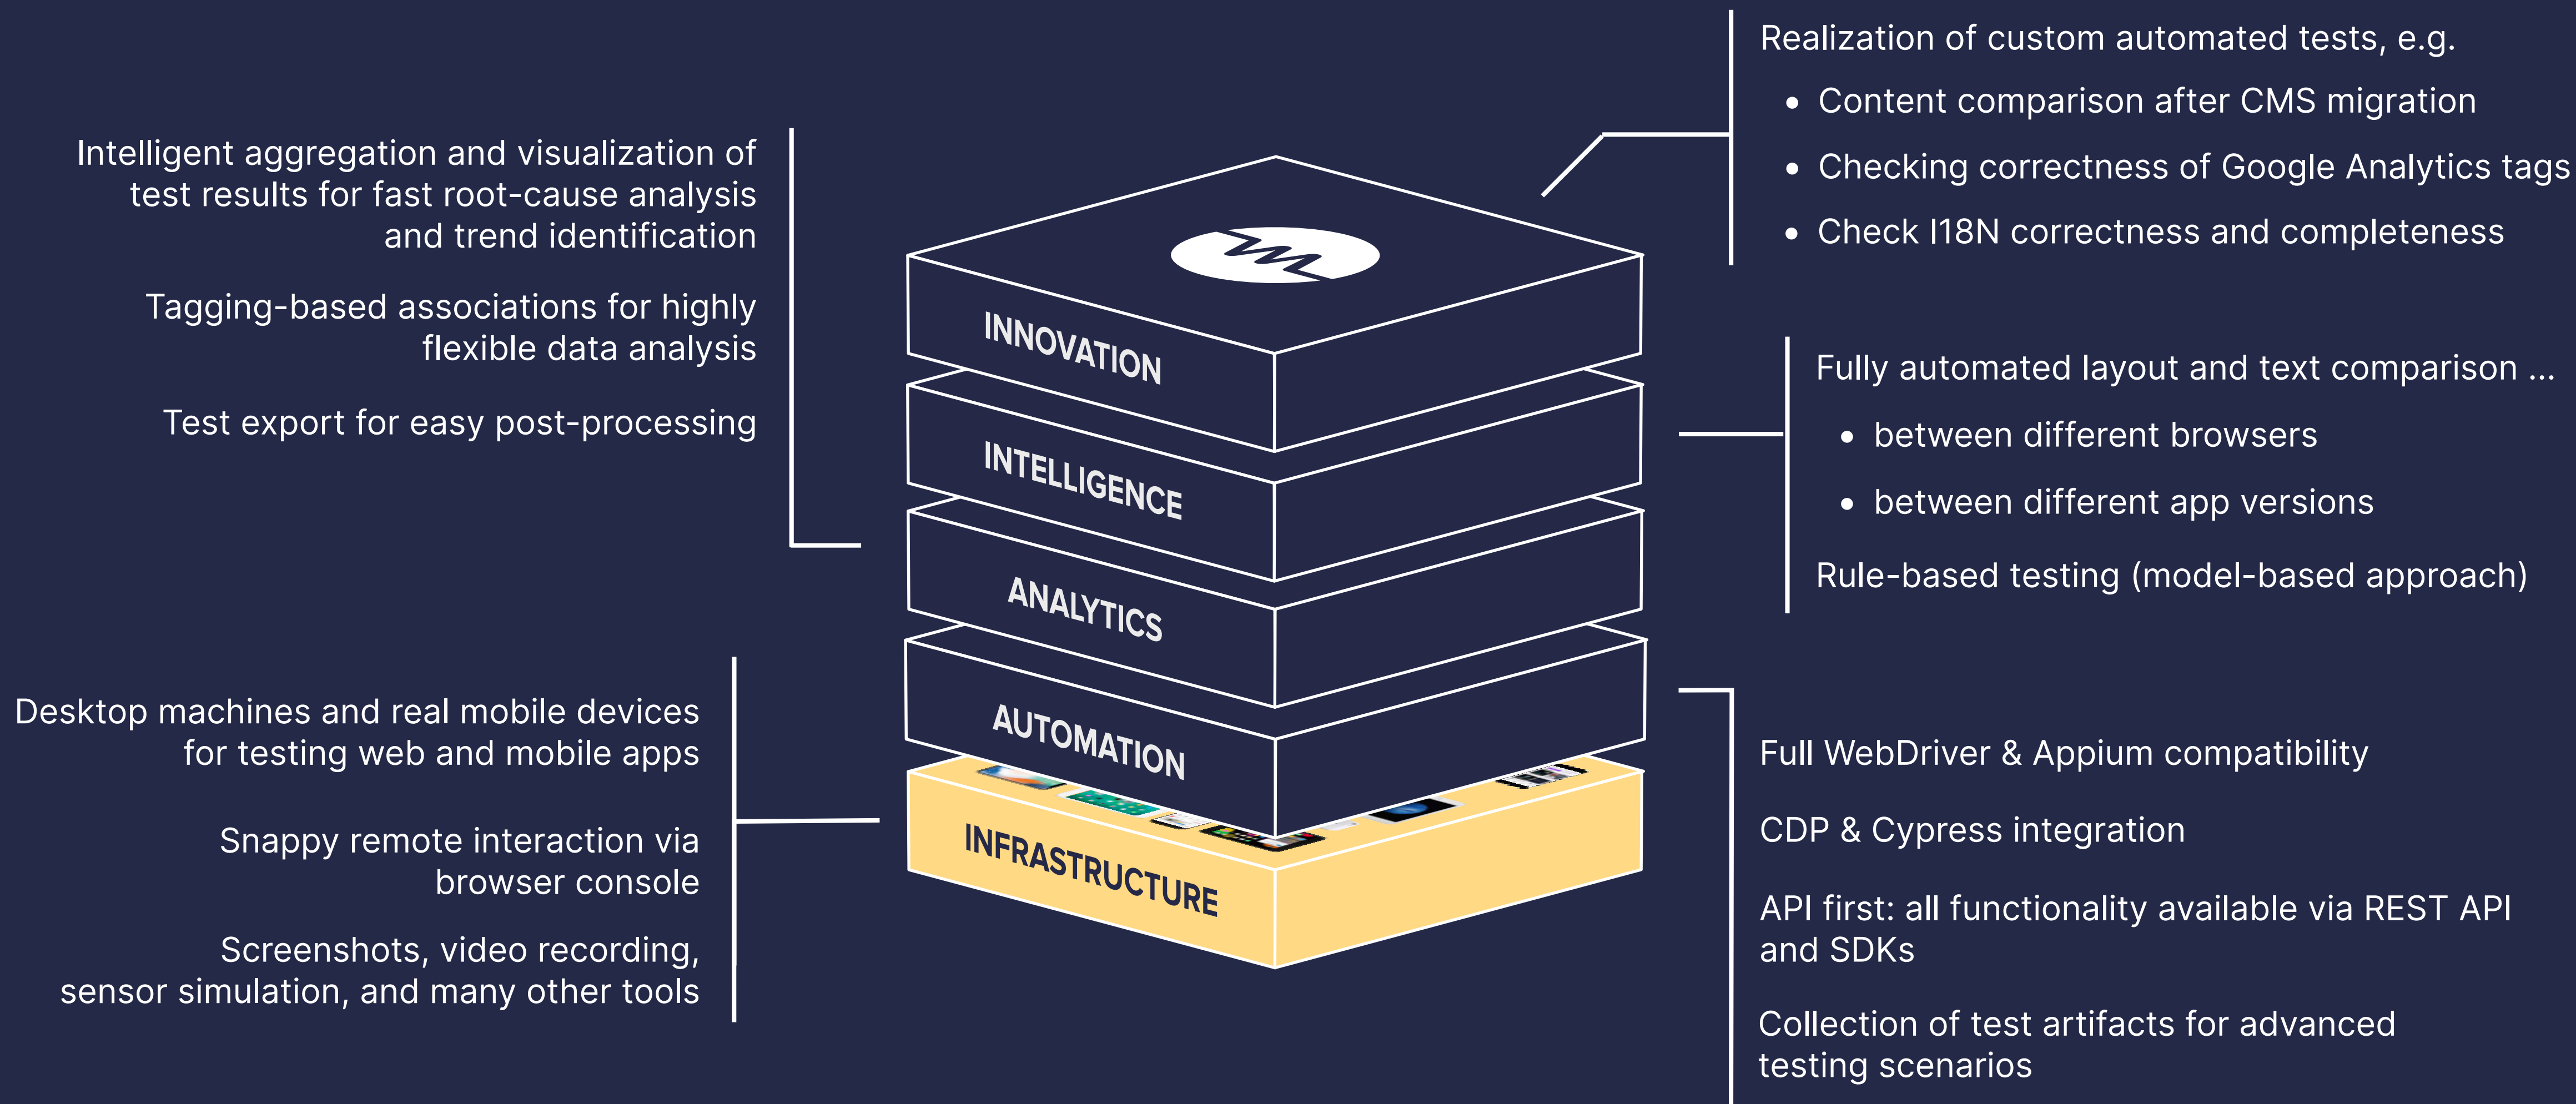 Intelligent aggregation and visualization of
test results for fast root-cause analysis
and trend identification
Tagging-based associations for highly
flexible data analysis
Test export for easy post-processing
Desktop machines and real mobile devices
for testing web and mobile apps
Snappy remote interaction via
browser console
Screenshots, video recording,
sensor simulation, and many other tools
INNOVATION
INTELLIGENCE
ANALYTICS
AUTOMATION
INFRASTRUCTURE
Realization of custom automated tests, e.g.
• Content comparison after CMS migration
• Checking correctness of Google Analytics tags
• Check I18N correctness and completeness
Fully automated layout and text comparison ...
• between different browsers
• between different app versions
Rule-based testing (model-based approach)
Full WebDriver & Appium compatibility
CDP & Cypress integration
API first: all functionality available via REST API
and SDKs
Collection of test artifacts for advanced
testing scenarios